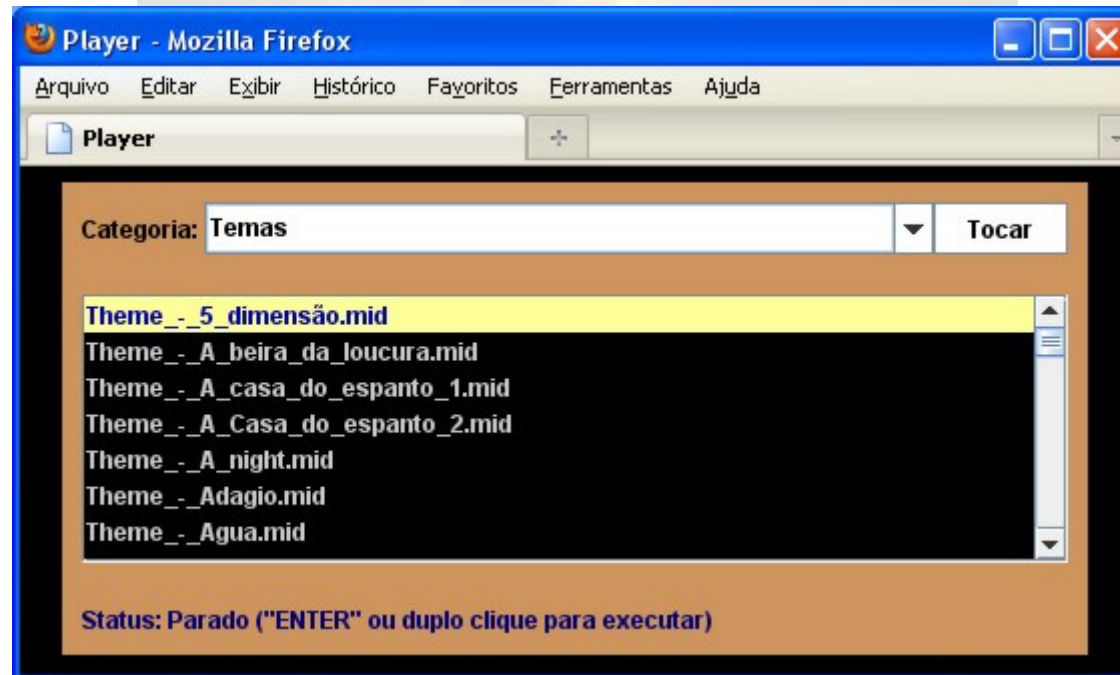 Player - Mozilla Firefox
Arquivo Editar Exibir Histórico Favoritos Ferramentas Ajuda
Player
Categoria: Temas Tocar
Theme_-_5_dimensão.mid
Theme_-_A_beira_da_loucura.mid
Theme_-_A_casa_do_espanto_1.mid
Theme_-_A_Casa_do_espanto_2.mid
Theme_-_A_night.mid
Theme_-_Adagio.mid
Theme_-_Agua.mid
Status: Parado ("ENTER" ou duplo clique para executar)